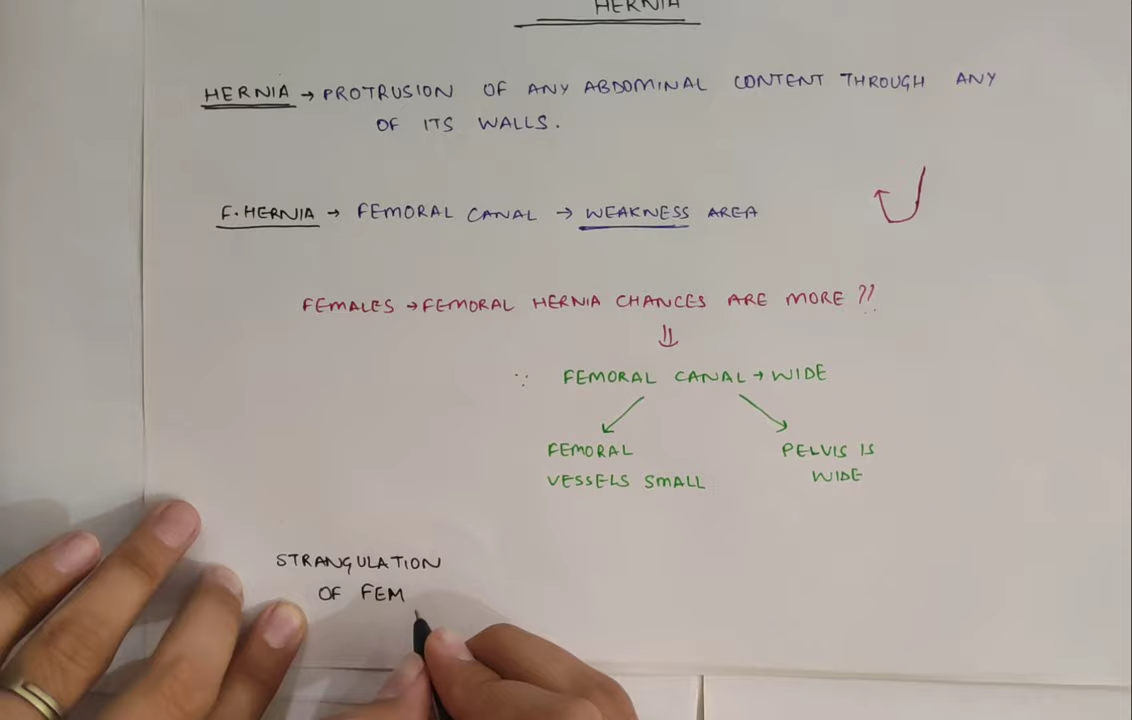 HERNIA
HERNIA → PROTRUSION OF ANY ABDOMINAL CONTENT THROUGH ANY
OF ITS WALLS.
F. HERNIA → FEMORAL CANAL → WEAKNESS AREA
FEMALES → FEMORAL HERNIA CHANCES ARE MORE ??
⇓
∵ FEMORAL CANAL → WIDE
FEMORAL
VESSELS SMALL
PELVIS IS
WIDE
STRANGULATION
OF FEM